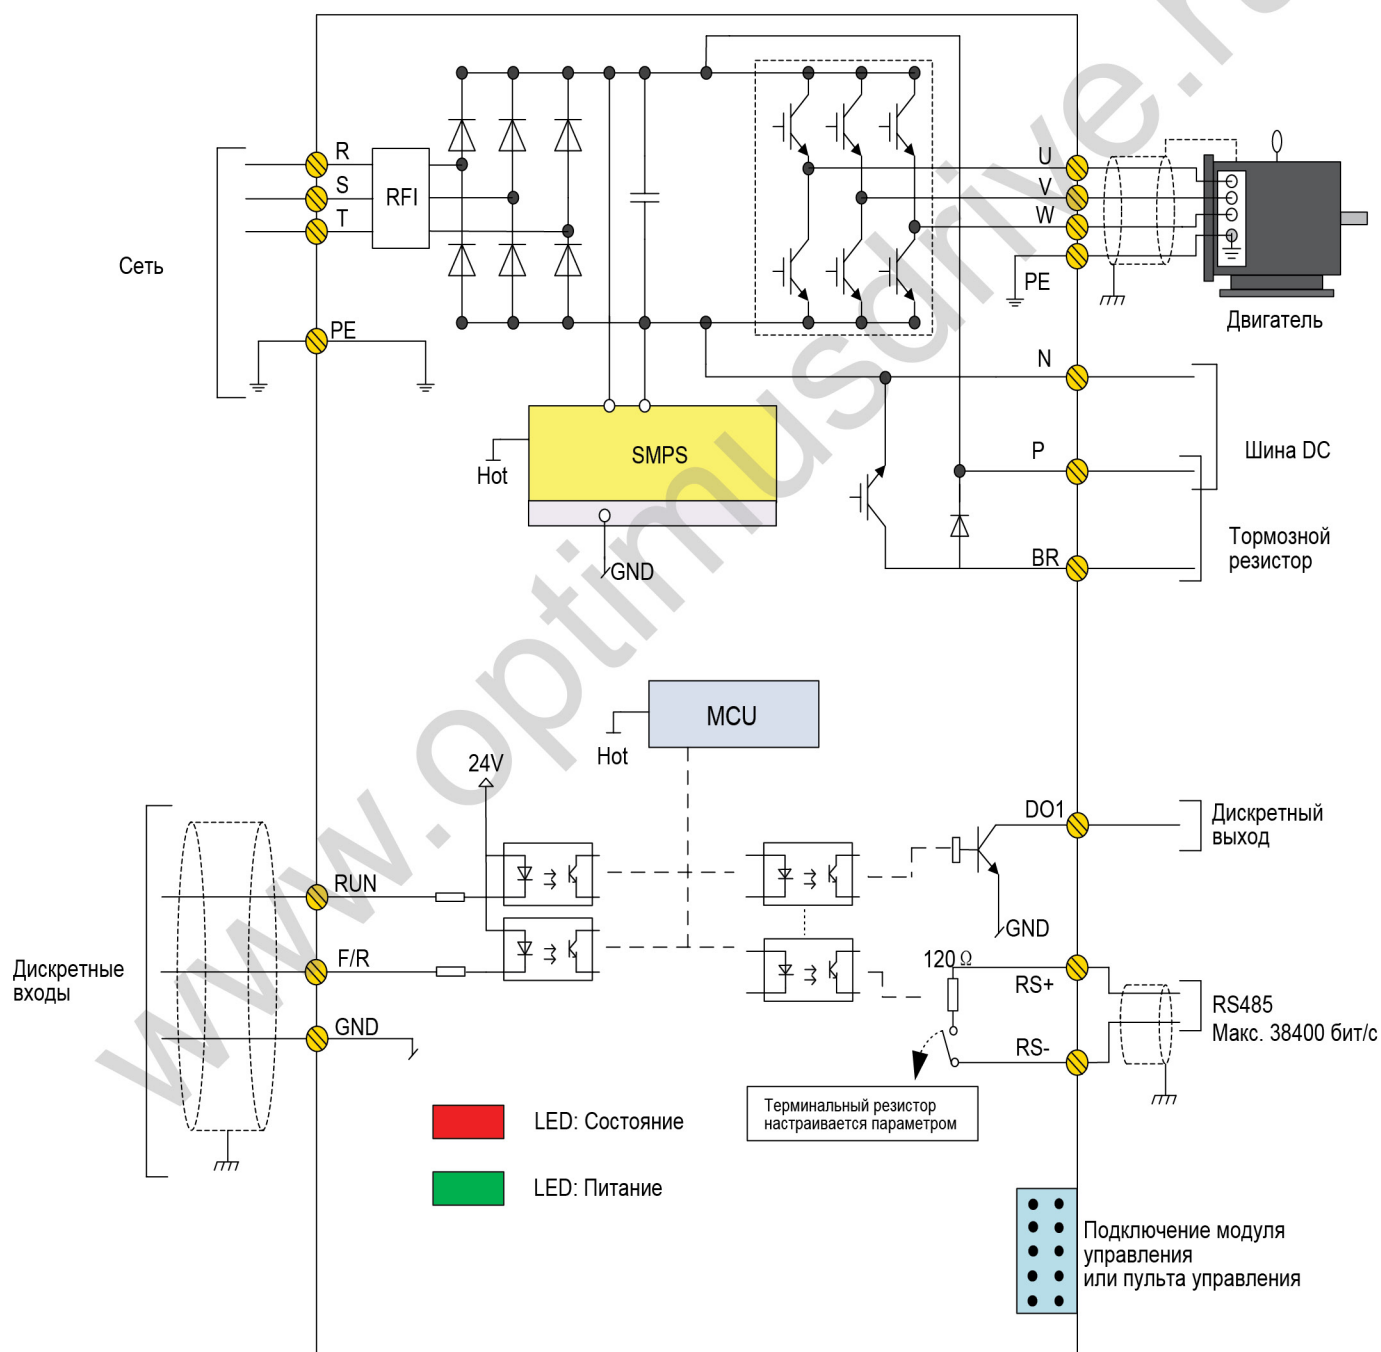 R
S
T
RFI
Сеть
PE
U
V
W
PE
Двигатель
N
P
BR
Шина DC
Тормозной
резистор
SMPS
Hot
GND
MCU
Hot
24V
DO1
Дискретный
выход
GND
RUN
F/R
GND
Дискретные
входы
120 Ω
RS+
RS-
RS485
Макс. 38400 бит/с
Терминальный резистор
настраивается параметром
LED: Состояние
LED: Питание
Подключение модуля
управления
или пульта управления
www.optimusdrive.ru